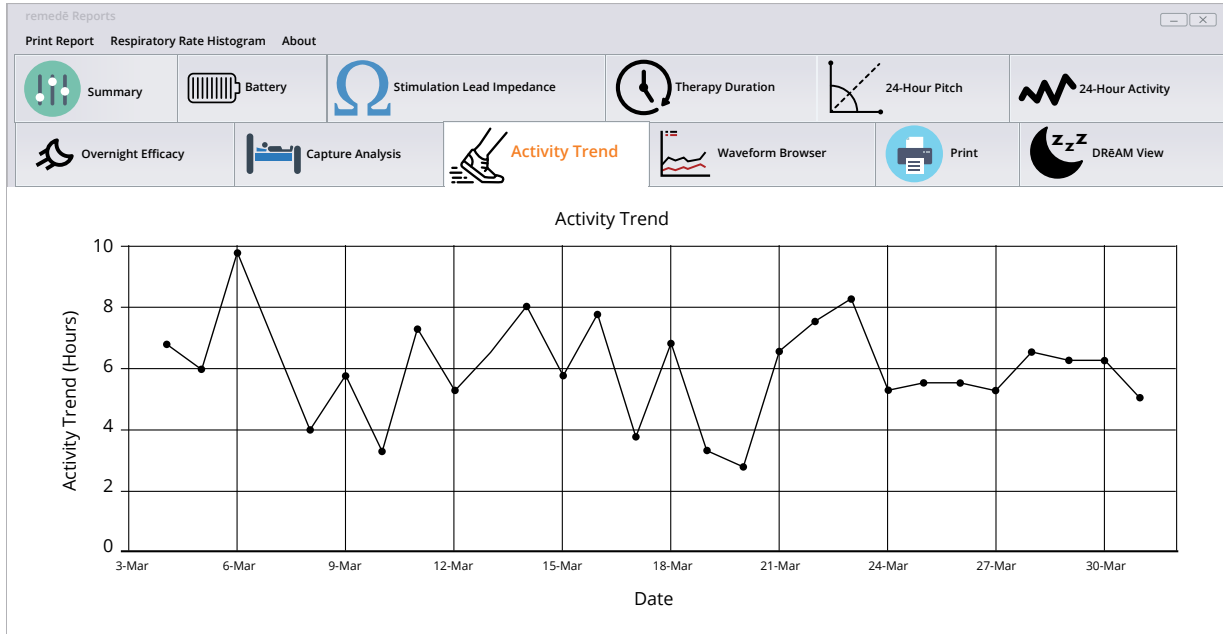 remedē Reports
Print Report Respiratory Rate Histogram About
Summary Battery Ω Stimulation Lead Impedance Therapy Duration 24-Hour Pitch 24-Hour Activity
Overnight Efficacy Capture Analysis Activity Trend Waveform Browser Print zzZ DRēAM View
Activity Trend
Activity Trend (Hours)
10
8
6
4
2
0
3-Mar 6-Mar 9-Mar 12-Mar 15-Mar 18-Mar 21-Mar 24-Mar 27-Mar 30-Mar
Date